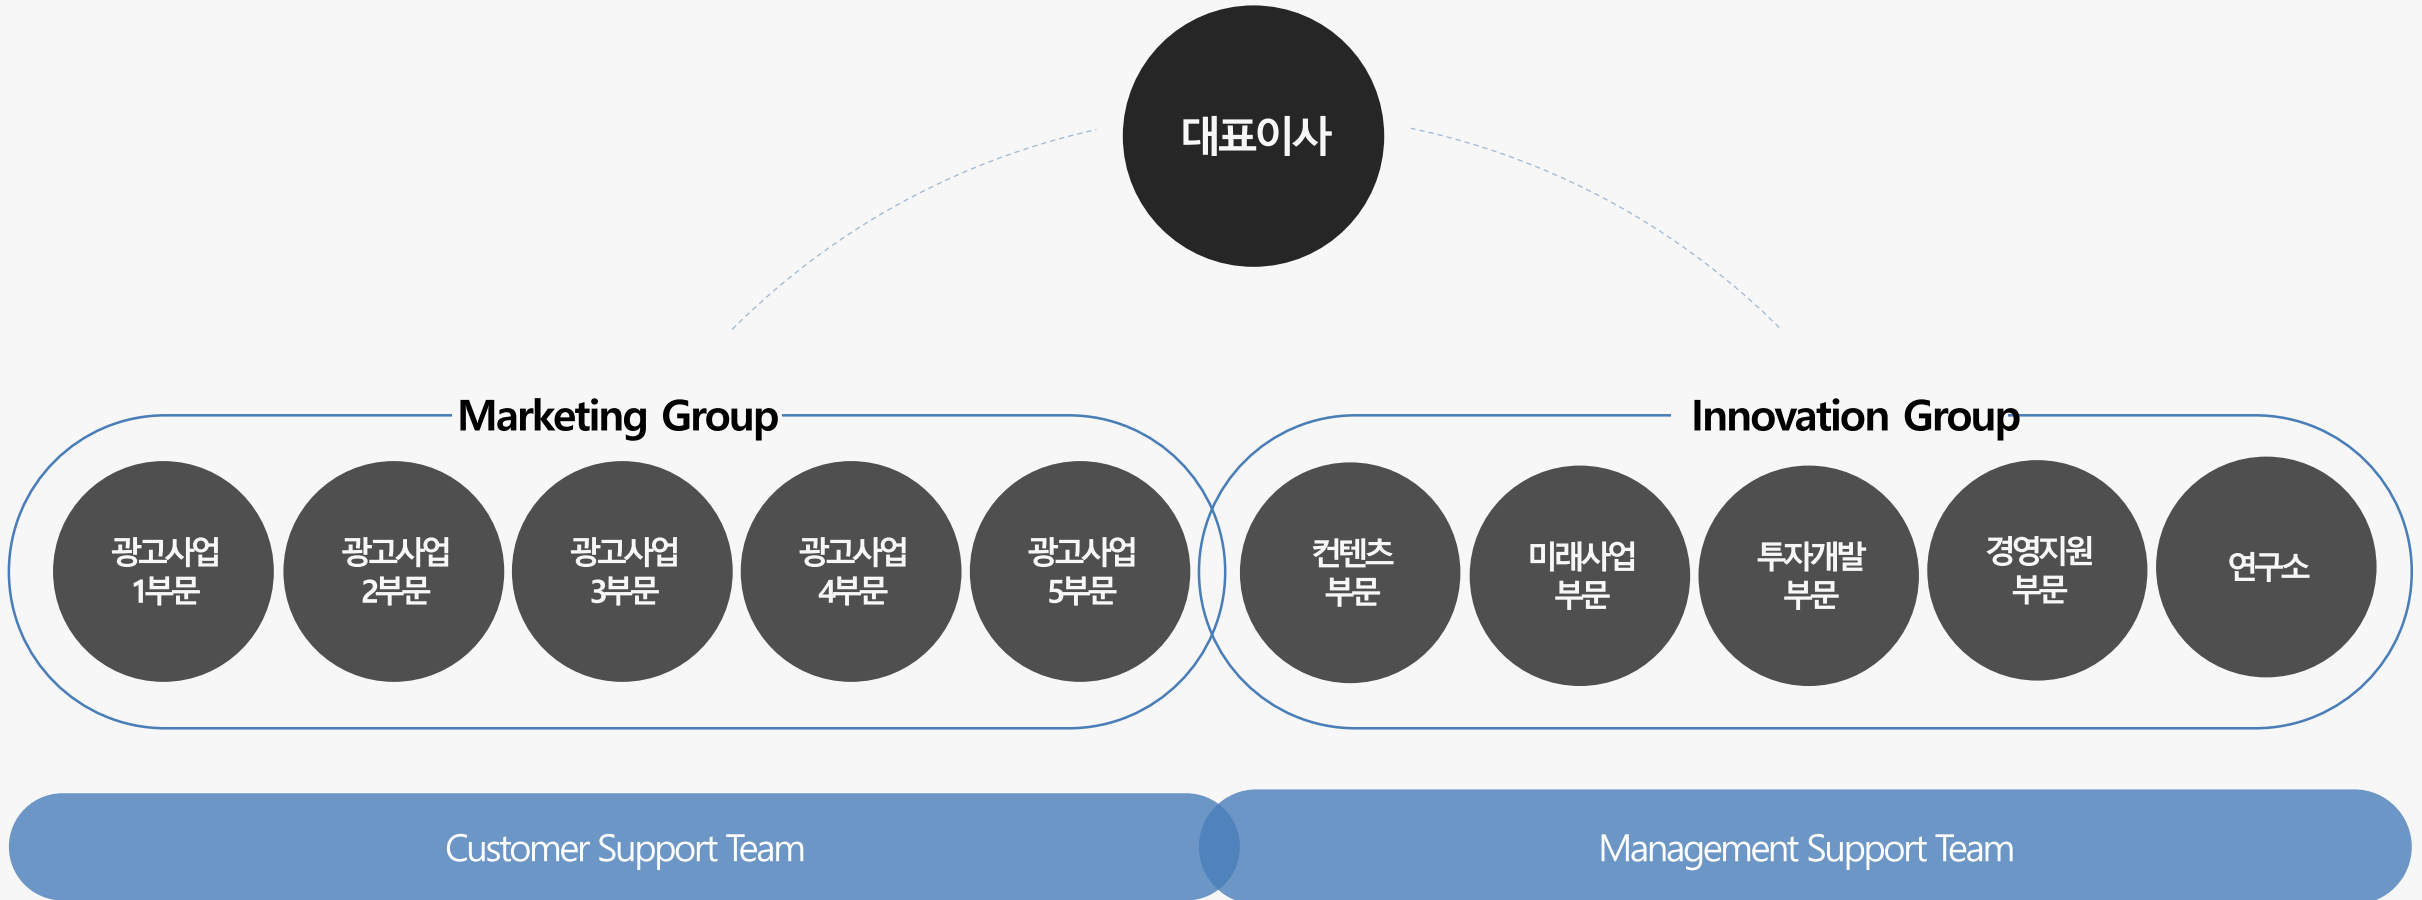 대표이사
Marketing Group
Innovation Group
광고사업
1부문
광고사업
2부문
광고사업
3부문
광고사업
4부문
광고사업
5부문
컨텐츠
부문
미래사업
부문
투자개발
부문
경영지원
부문
연구소
Customer Support Team
Management Support Team